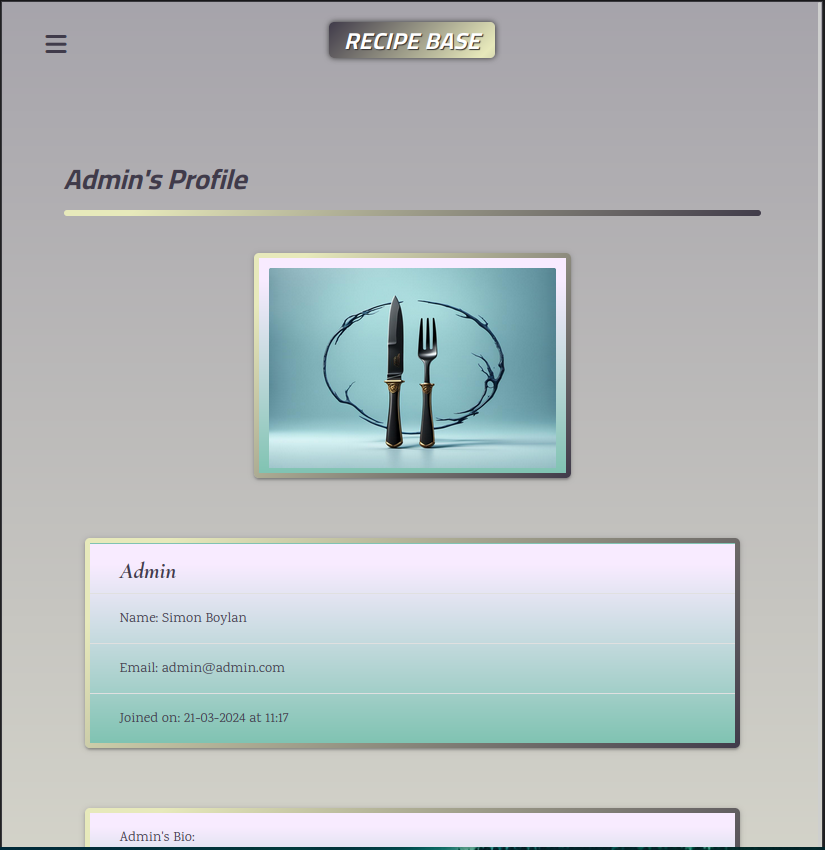 RECIPE BASE
Admin's Profile
Admin
Name: Simon Boylan
Email: admin@admin.com
Joined on: 21-03-2024 at 11:17
Admin's Bio: